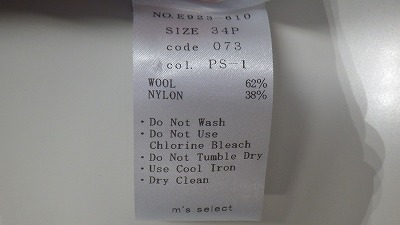 NO.E923-610
SIZE 34P
code 073
col. PS-1
WOOL 62%
NYLON 38%
・Do Not Wash
・Do Not Use
Chlorine Bleach
・Do Not Tumble Dry
・Use Cool Iron
・Dry Clean
m's select